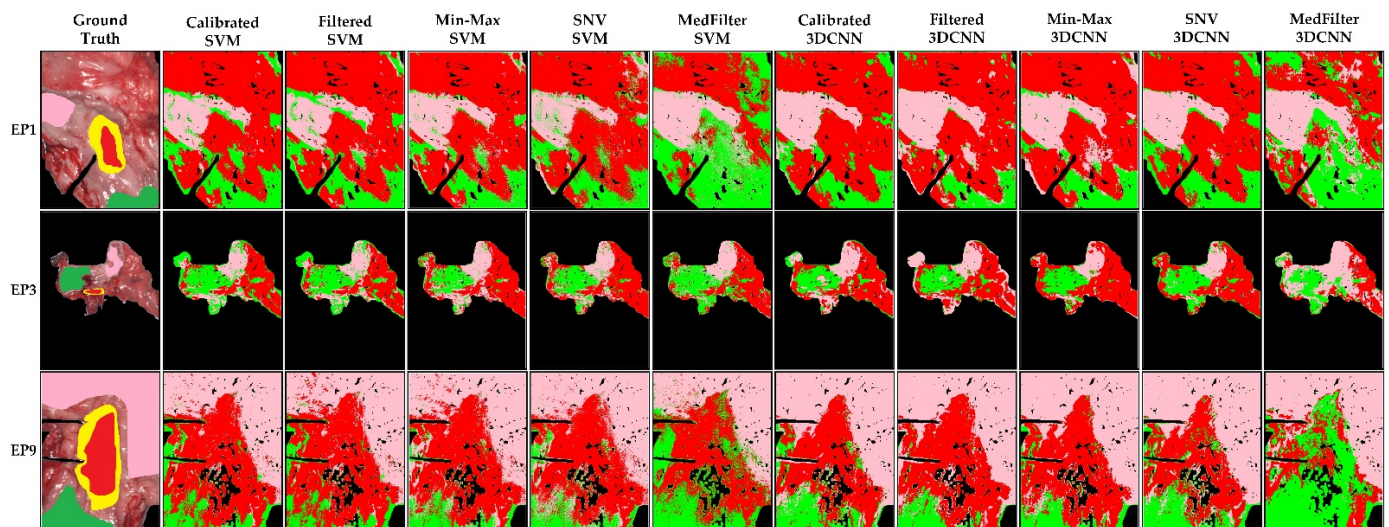 Ground Truth
Calibrated SVM
Filtered SVM
Min-Max SVM
SNV SVM
MedFilter SVM
Calibrated 3DCNN
Filtered 3DCNN
Min-Max 3DCNN
SNV 3DCNN
MedFilter 3DCNN
EP1
EP3
EP9